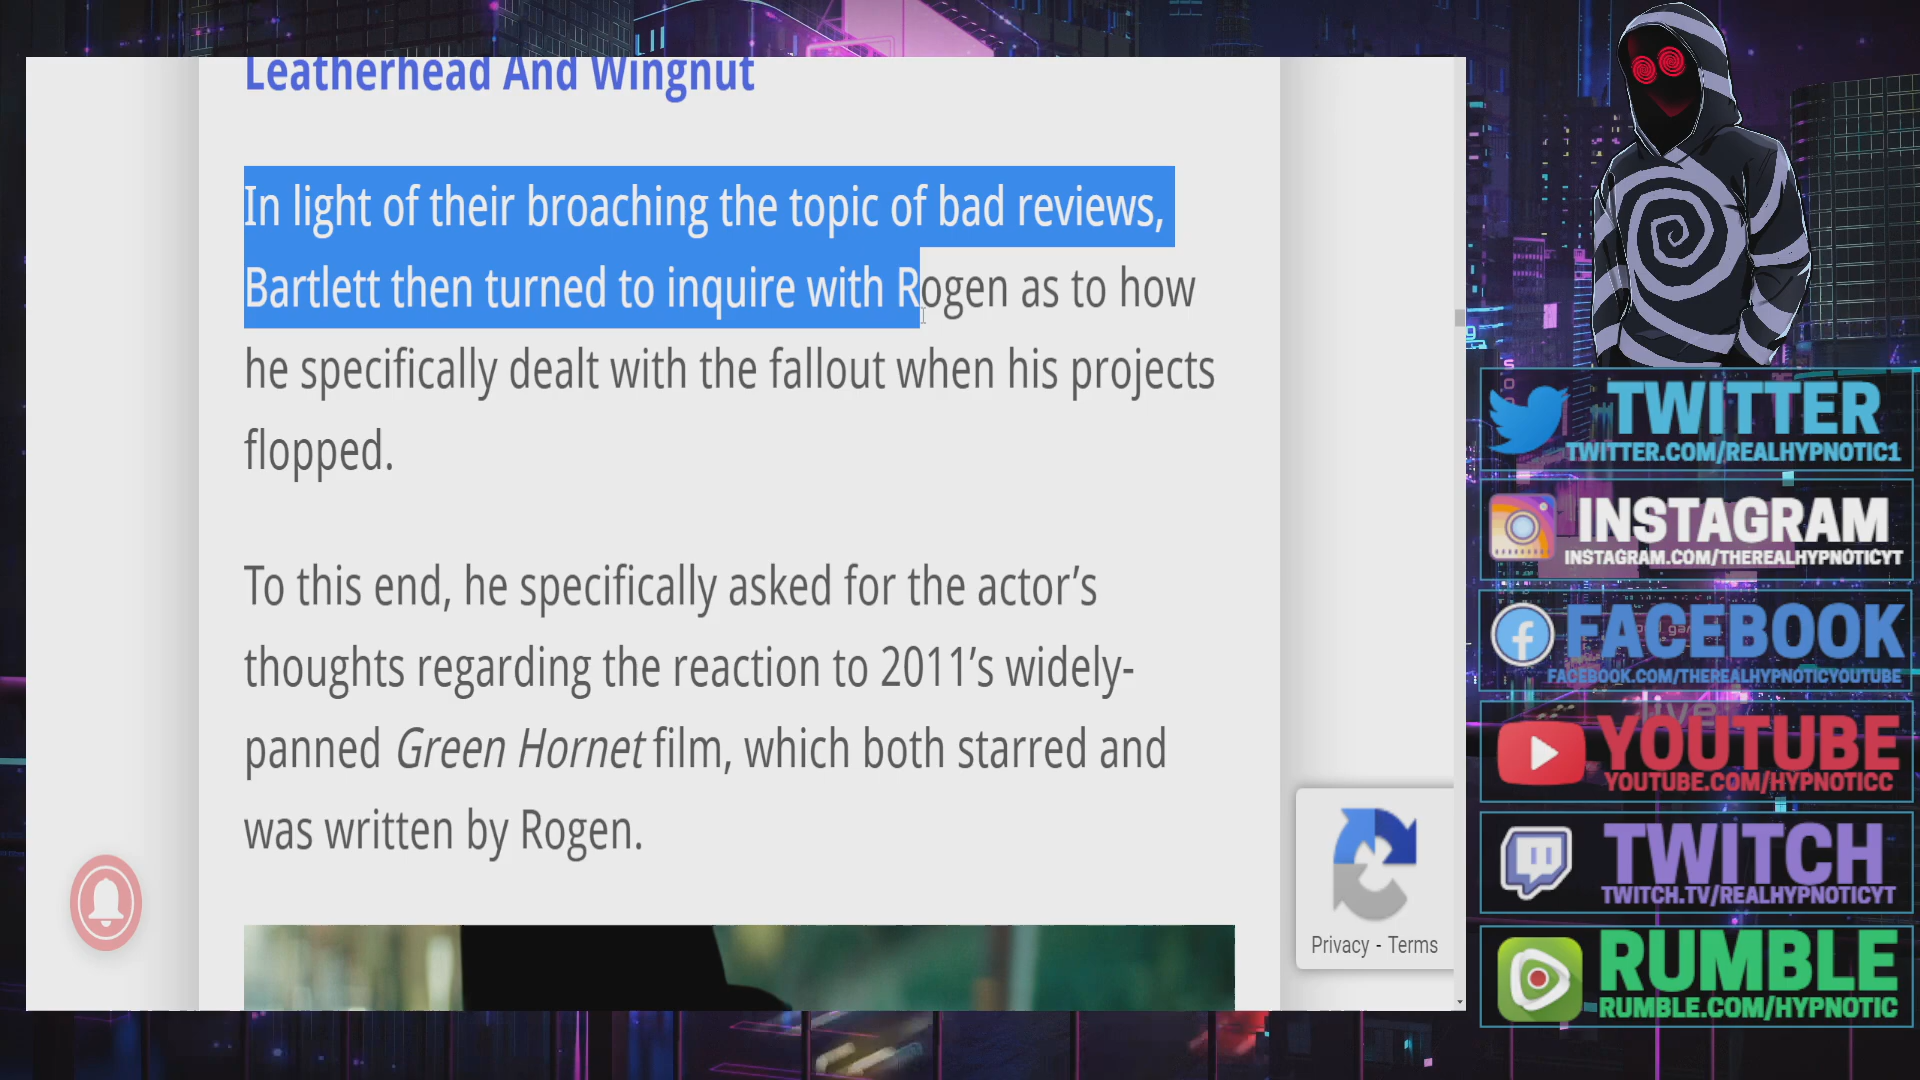 Leatherhead And Wingnut
In light of their broaching the topic of bad reviews,
Bartlett then turned to inquire with Rogen as to how
he specifically dealt with the fallout when his projects
flopped.
To this end, he specifically asked for the actor’s
thoughts regarding the reaction to 2011’s widely-
panned Green Hornet film, which both starred and
was written by Rogen.
Privacy - Terms
TWITTER
TWITTER.COM/REALHYPNOTIC1
INSTAGRAM
INSTAGRAM.COM/THEREALHYPNOTICYT
FACEBOOK
FACEBOOK.COM/THEREALHYPNOTICYOUTUBE
live
YOUTUBE
YOUTUBE.COM/HYPNOTICC
TWITCH
TWITCH.TV/REALHYPNOTICYT
RUMBLE
RUMBLE.COM/HYPNOTIC